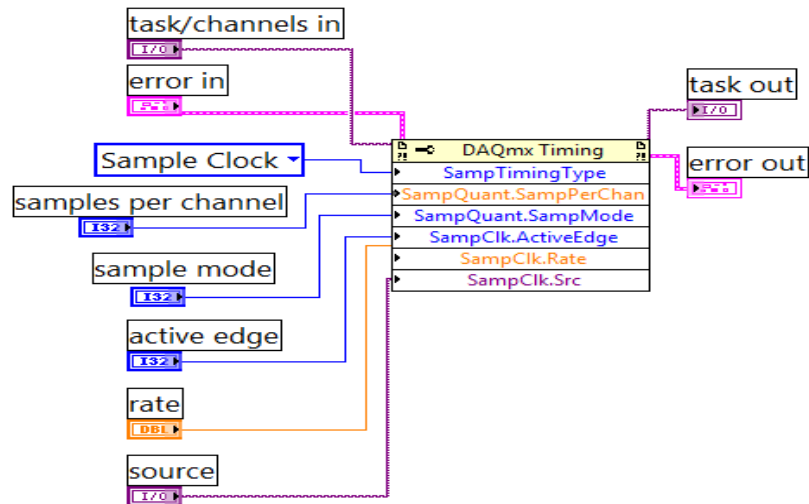 task/channels in
I/O
error in
Sample Clock
samples per channel
I32
sample mode
I32
active edge
I32
rate
DBL
source
I/O
DAQmx Timing
SampTimingType
SampQuant.SampPerChan
SampQuant.SampMode
SampClk.ActiveEdge
SampClk.Rate
SampClk.Src
task out
I/O
error out